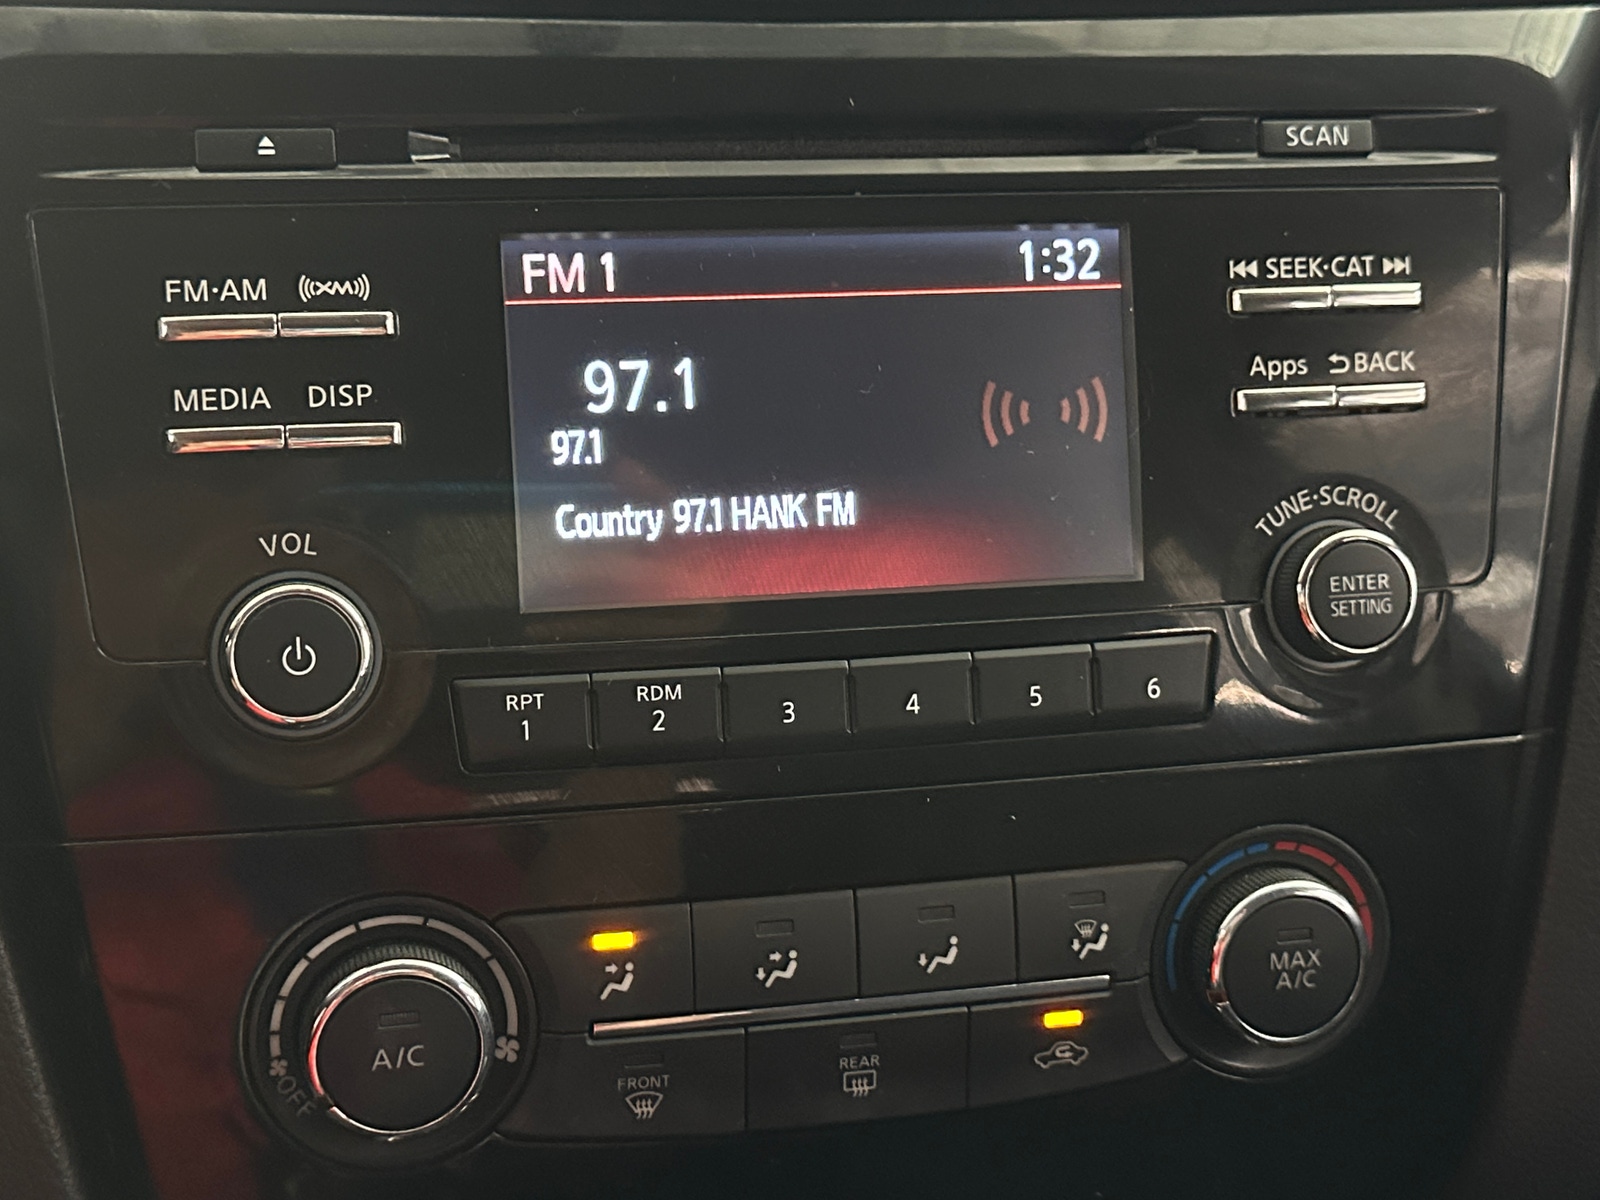 SCAN
FM 1 1:32
97.1
97.1
Country 97.1 HANK FM
FM·AM (((XM)))
MEDIA DISP
VOL
SEEK·CAT
Apps BACK
TUNE·SCROLL
ENTER
SETTING
RPT
1
RDM
2
3
4
5
6
A/C
OFF
MAX
A/C
FRONT
REAR